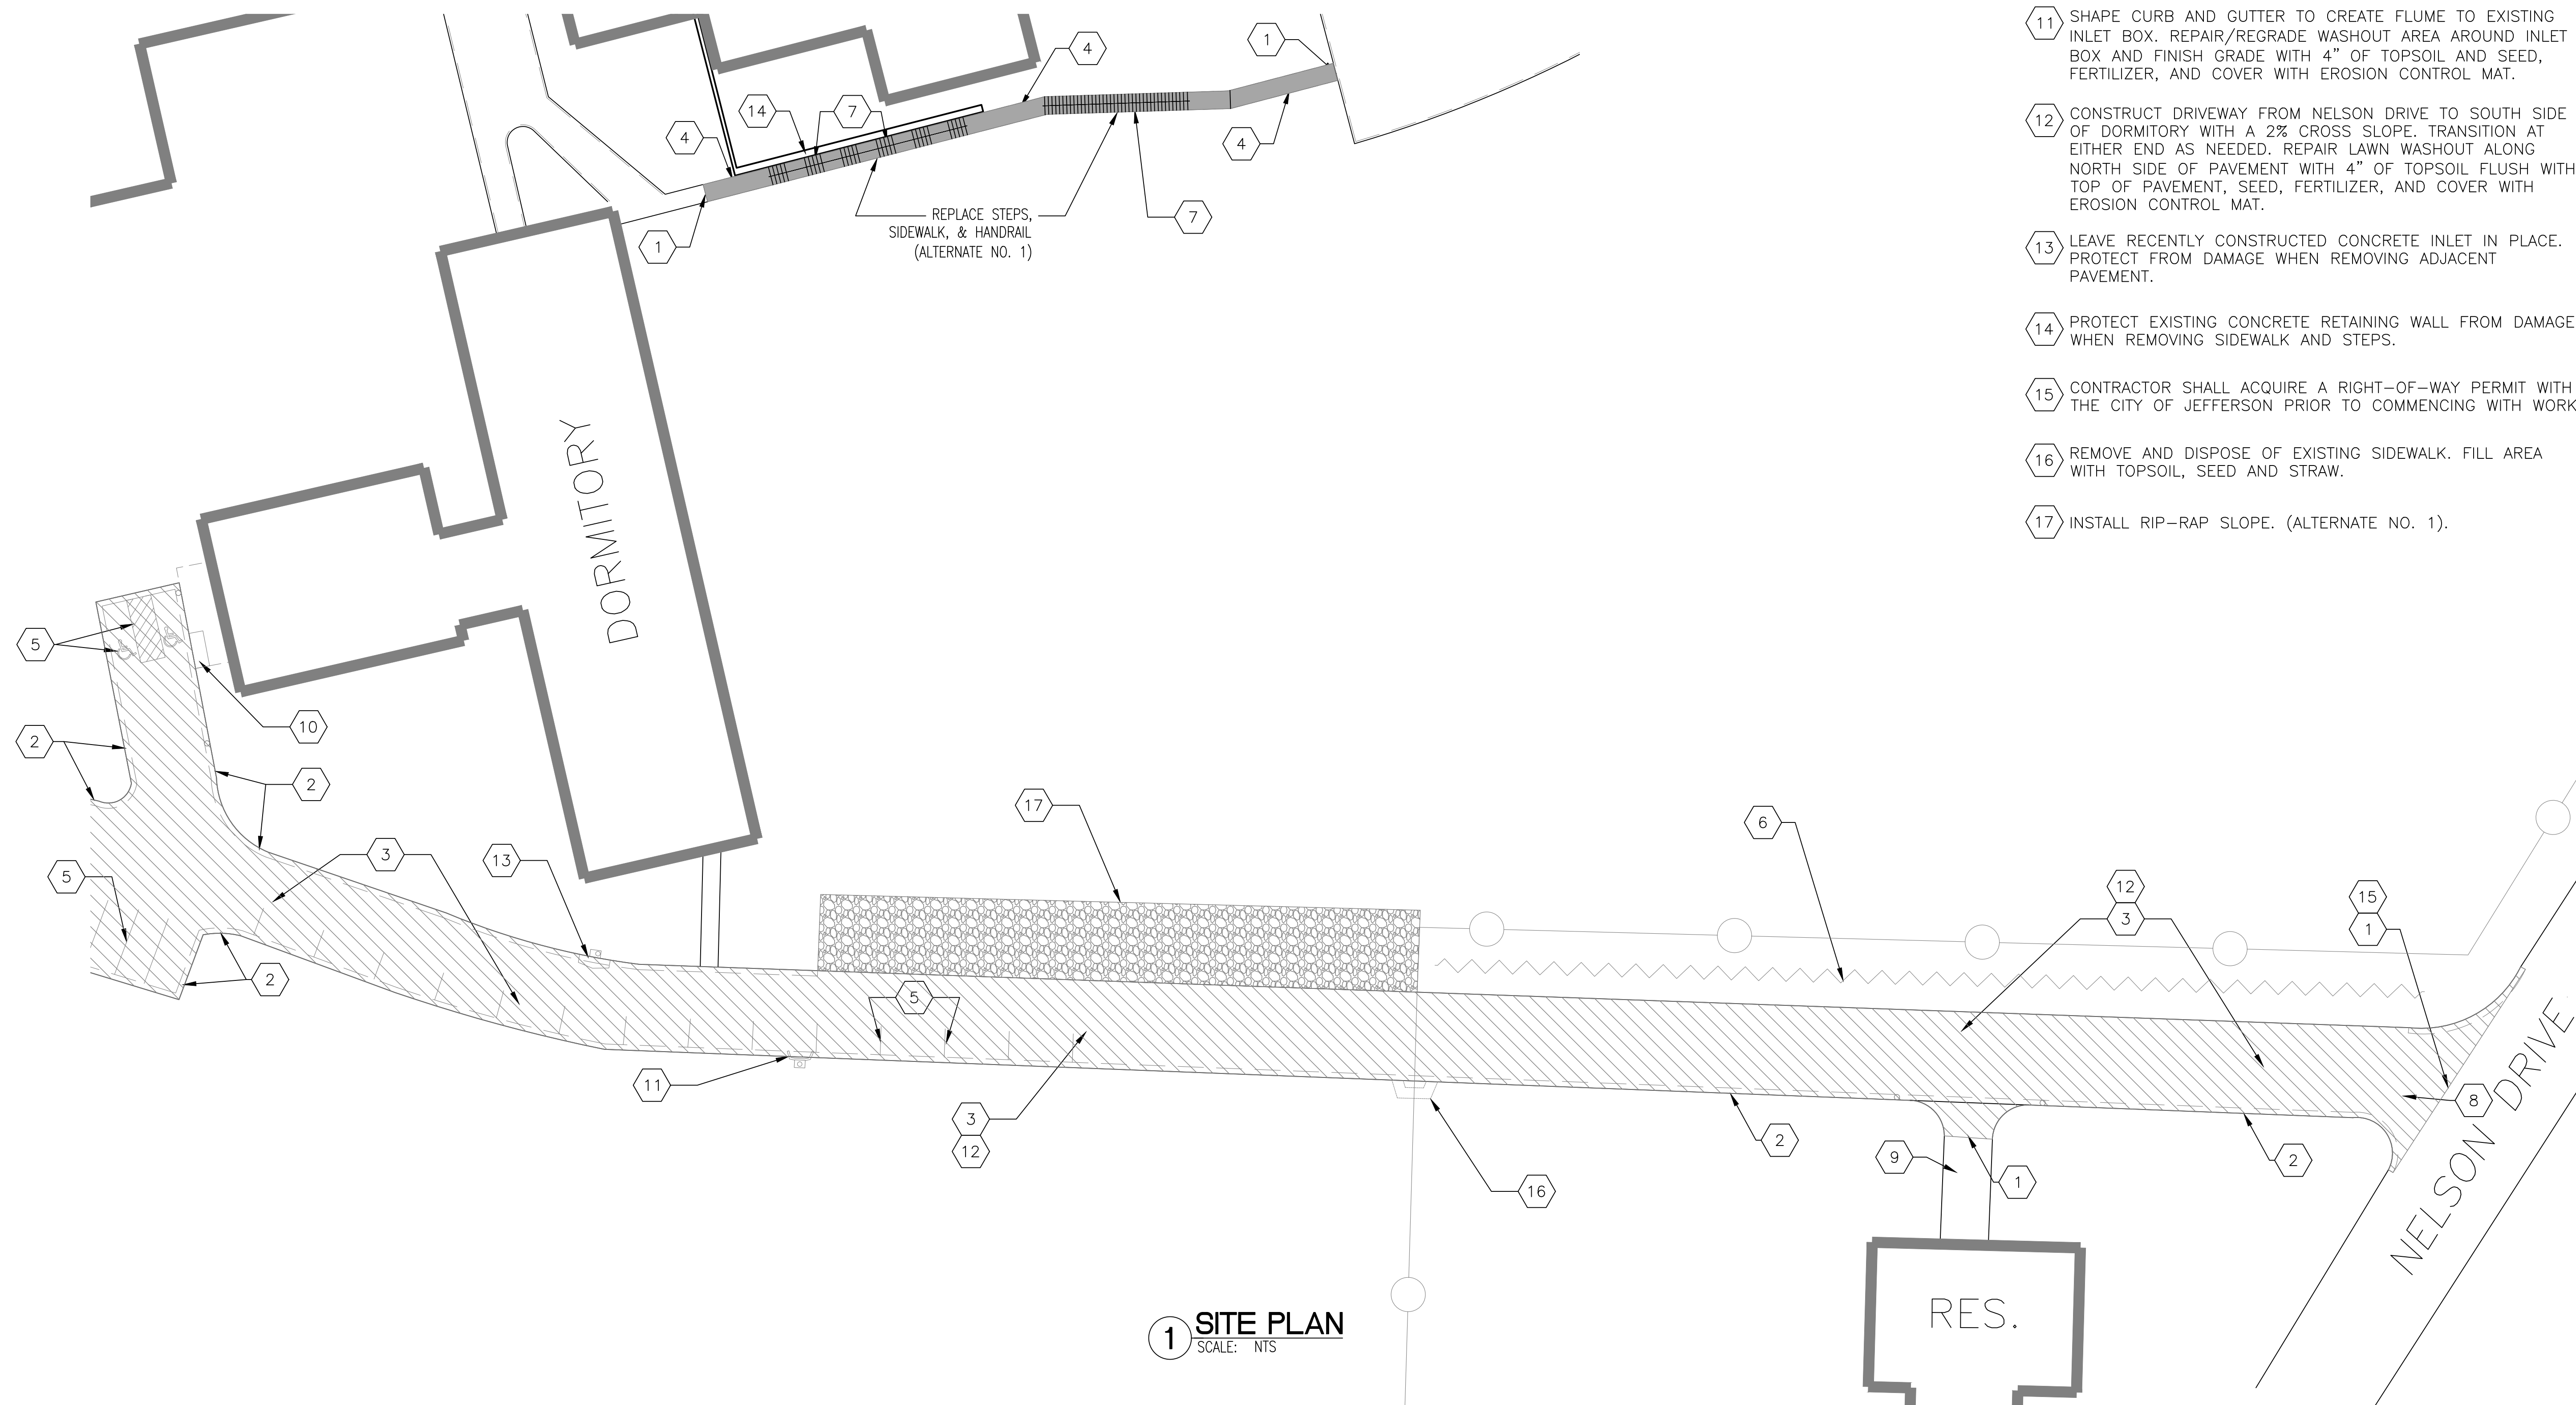 11 SHAPE CURB AND GUTTER TO CREATE FLUME TO EXISTING
INLET BOX. REPAIR/REGRADE WASHOUT AREA AROUND INLET
BOX AND FINISH GRADE WITH 4” OF TOPSOIL AND SEED,
FERTILIZER, AND COVER WITH EROSION CONTROL MAT.
12 CONSTRUCT DRIVEWAY FROM NELSON DRIVE TO SOUTH SIDE
OF DORMITORY WITH A 2% CROSS SLOPE. TRANSITION AT
EITHER END AS NEEDED. REPAIR LAWN WASHOUT ALONG
NORTH SIDE OF PAVEMENT WITH 4” OF TOPSOIL FLUSH WITH
TOP OF PAVEMENT, SEED, FERTILIZER, AND COVER WITH
EROSION CONTROL MAT.
13 LEAVE RECENTLY CONSTRUCTED CONCRETE INLET IN PLACE.
PROTECT FROM DAMAGE WHEN REMOVING ADJACENT
PAVEMENT.
14 PROTECT EXISTING CONCRETE RETAINING WALL FROM DAMAGE
WHEN REMOVING SIDEWALK AND STEPS.
15 CONTRACTOR SHALL ACQUIRE A RIGHT-OF-WAY PERMIT WITH
THE CITY OF JEFFERSON PRIOR TO COMMENCING WITH WORK
16 REMOVE AND DISPOSE OF EXISTING SIDEWALK. FILL AREA
WITH TOPSOIL, SEED AND STRAW.
17 INSTALL RIP-RAP SLOPE. (ALTERNATE NO. 1).
1
4
14
7
4
4
1
7
REPLACE STEPS,
SIDEWALK, & HANDRAIL
(ALTERNATE NO. 1)
DORMITORY
5
10
2
2
5
3
13
2
17
6
12
3
15
1
5
11
3
12
2
16
9
1
2
8
NELSON DRIVE
RES.
1 SITE PLAN
SCALE: NTS